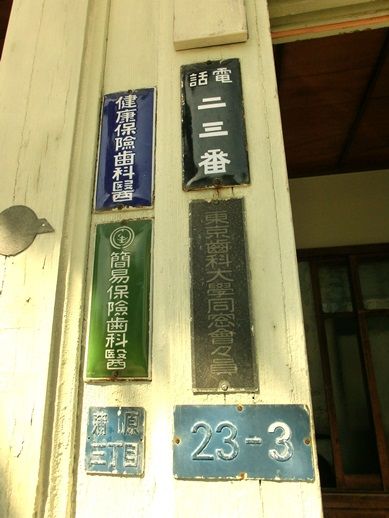 電話
二三番
健康保險齒科醫
東京齒科大學同窓會々員
簡易保險齒科醫
三丁目
23-3